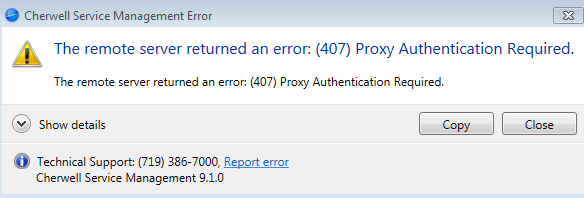 Cherwell Service Management Error
The remote server returned an error: (407) Proxy Authentication Required.
The remote server returned an error: (407) Proxy Authentication Required.
Show details
Copy
Close
Technical Support: (719) 386-7000, Report error
Cherwell Service Management 9.1.0